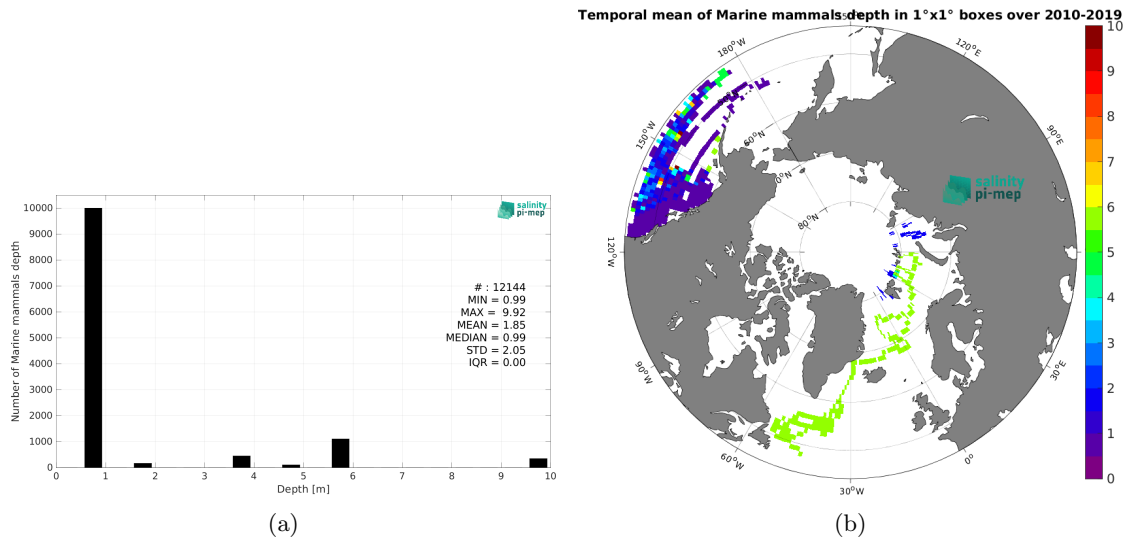 10000
9000
8000
7000
6000
5000
4000
3000
2000
1000
0
Number of Marine mammals depth
salinity
pi-mep
# : 12144
MIN = 0.99
MAX = 9.92
MEAN = 1.85
MEDIAN = 0.99
STD = 2.05
IQR = 0.00
0 1 2 3 4 5 6 7 8 9 10
Depth [m]
(a)
Temporal mean of Marine mammals depth in 1°x1° boxes over 2010-2019
180°W
120°E
150°W
90°E
60°N
80°N
salinity
pi-mep
120°W
90°W
30°E
60°W
0°
30°W
10
9
8
7
6
5
4
3
2
1
0
(b)